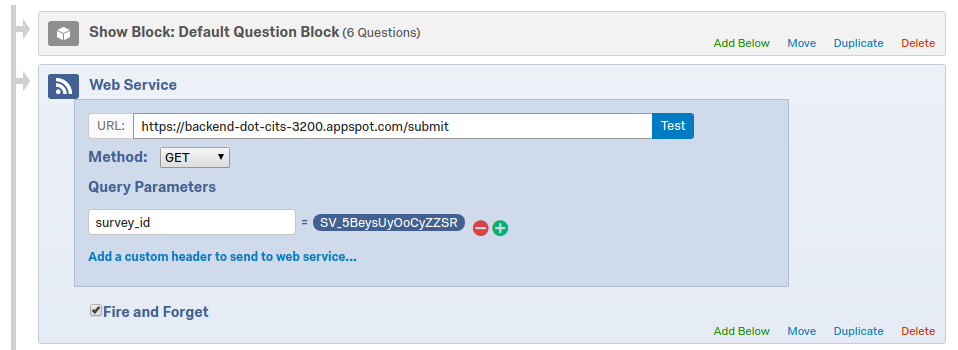 Show Block: Default Question Block (6 Questions)
Add Below Move Duplicate Delete
Web Service
URL: https://backend-dot-cits-3200.appspot.com/submit Test
Method: GET
Query Parameters
survey_id = SV_5BeysUyOoCyZZSR
Add a custom header to send to web service...
Fire and Forget
Add Below Move Duplicate Delete